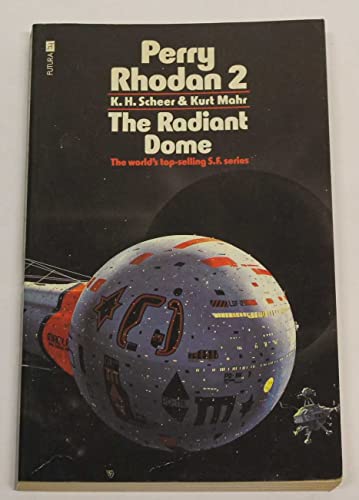 FUTURA
Perry
Rhodan 2
K. H. Scheer & Kurt Mahr
The Radiant
Dome
The world's top-selling S.F. series